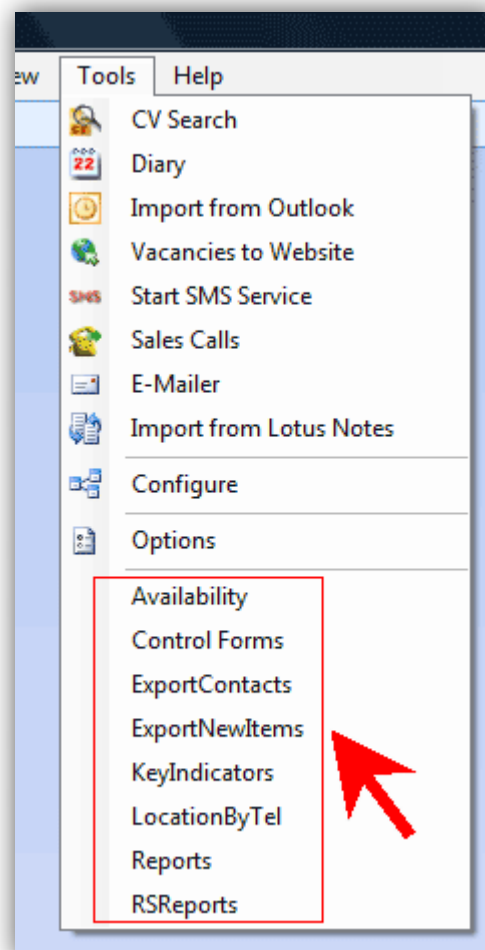 ew Tools Help
CV Search
22 Diary
Import from Outlook
Vacancies to Website
SMS Start SMS Service
Sales Calls
E-Mailer
Import from Lotus Notes
Configure
Options
Availability
Control Forms
ExportContacts
ExportNewItems
KeyIndicators
LocationByTel
Reports
RSReports